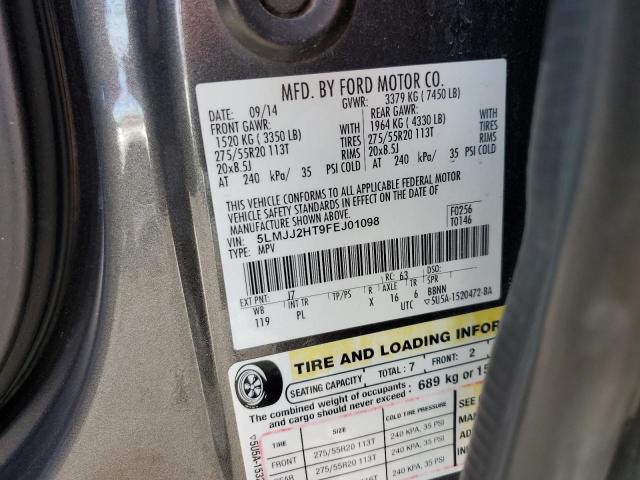 MFD. BY FORD MOTOR CO.
DATE: 09/14 GVWR: 3379 KG ( 7450 LB)
FRONT GAWR: REAR GAWR:
1520 KG ( 3350 LB) WITH 1964 KG ( 4330 LB) WITH
275/55R20 113T TIRES 275/55R20 113T TIRES
20x8.5J RIMS 20x8.5J RIMS
AT 240 kPa/ 35 PSI COLD AT 240 kPa/ 35 PSI COLD
THIS VEHICLE CONFORMS TO ALL APPLICABLE FEDERAL MOTOR
VEHICLE SAFETY STANDARDS IN EFFECT ON THE DATE OF
MANUFACTURE SHOWN ABOVE.
VIN: 5LMJJ2HT9FEJ01098 F0256
TYPE: MPV T0146
EXT PNT: J7 RC: 63 DSO:
WB INT TR TP/PS R AXLE TR SPR
119 PL X 16 6 BBNN
UTC ▽5U5A-1520472-BA
TIRE AND LOADING INFOR
SEATING CAPACITY TOTAL: 7 FRONT: 2
The combined weight of occupants
and cargo should never exceed: 689 kg or 15
TIRE SIZE COLD TIRE PRESSURE SEE
FRONT 275/55R20 113T 240 KPA, 35 PSI MANU
275/55R20 113T 240 KPA, 35 PSI
240 KPA, 35 PSI